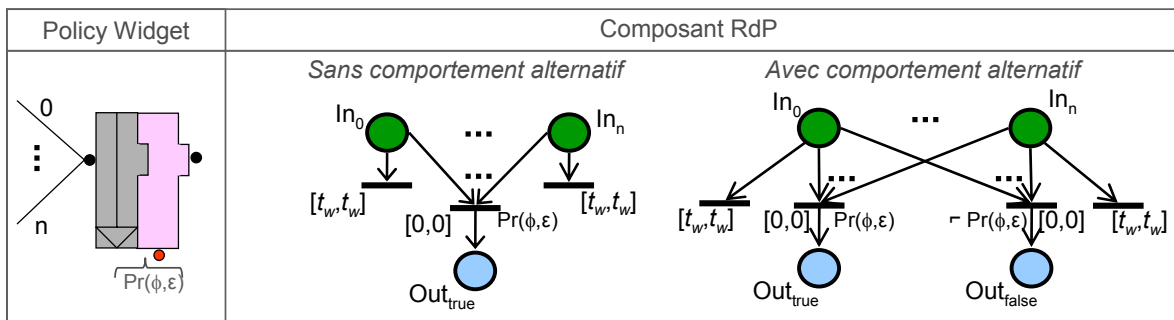 Policy Widget
Composant RdP
0
⋮
n
Pr(ϕ,ε)
Sans comportement alternatif
In0 ... Inn
...
[tw,tw] [tw,tw]
[0,0] Pr(ϕ,ε)
Outtrue
Avec comportement alternatif
In0 ... Inn
... ...
[tw,tw] [0,0] Pr(ϕ,ε) ⌐ Pr(ϕ,ε) [0,0] [tw,tw]
Outtrue Outfalse